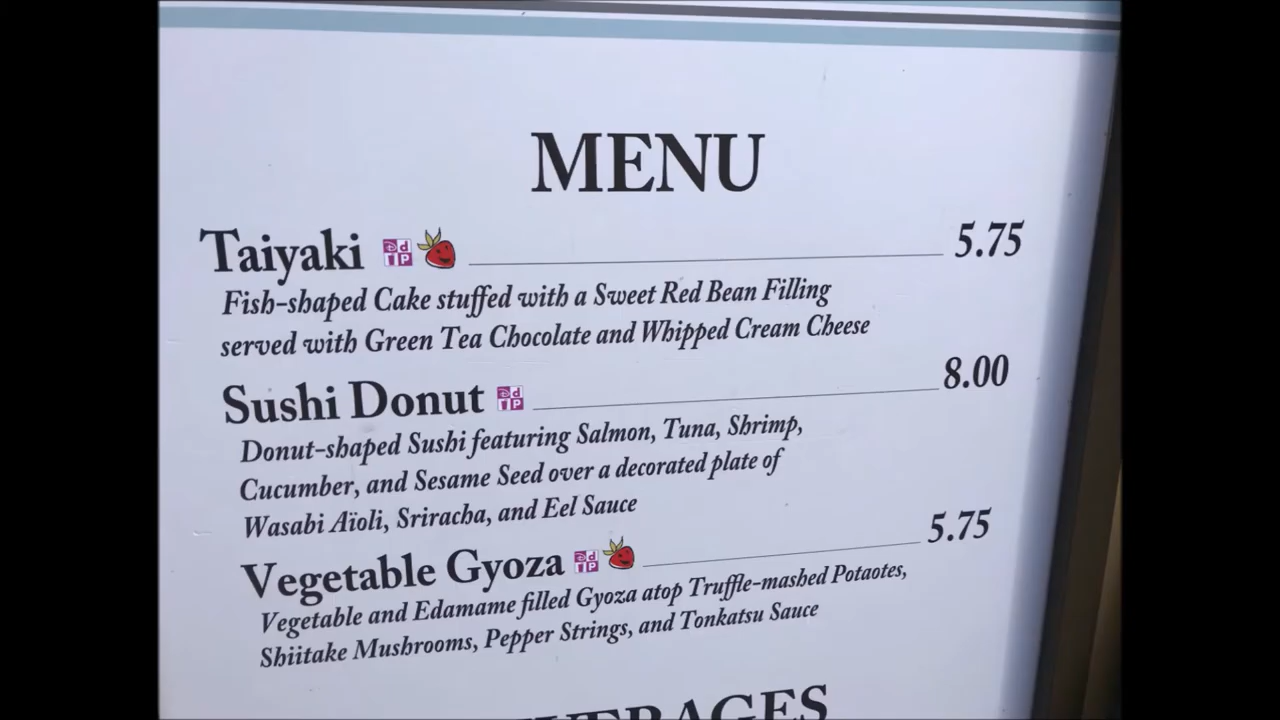 MENU
Taiyaki 5.75
Fish-shaped Cake stuffed with a Sweet Red Bean Filling
served with Green Tea Chocolate and Whipped Cream Cheese
Sushi Donut 8.00
Donut-shaped Sushi featuring Salmon, Tuna, Shrimp,
Cucumber, and Sesame Seed over a decorated plate of
Wasabi Aïoli, Sriracha, and Eel Sauce
Vegetable Gyoza 5.75
Vegetable and Edamame filled Gyoza atop Truffle-mashed Potaotes,
Shiitake Mushrooms, Pepper Strings, and Tonkatsu Sauce